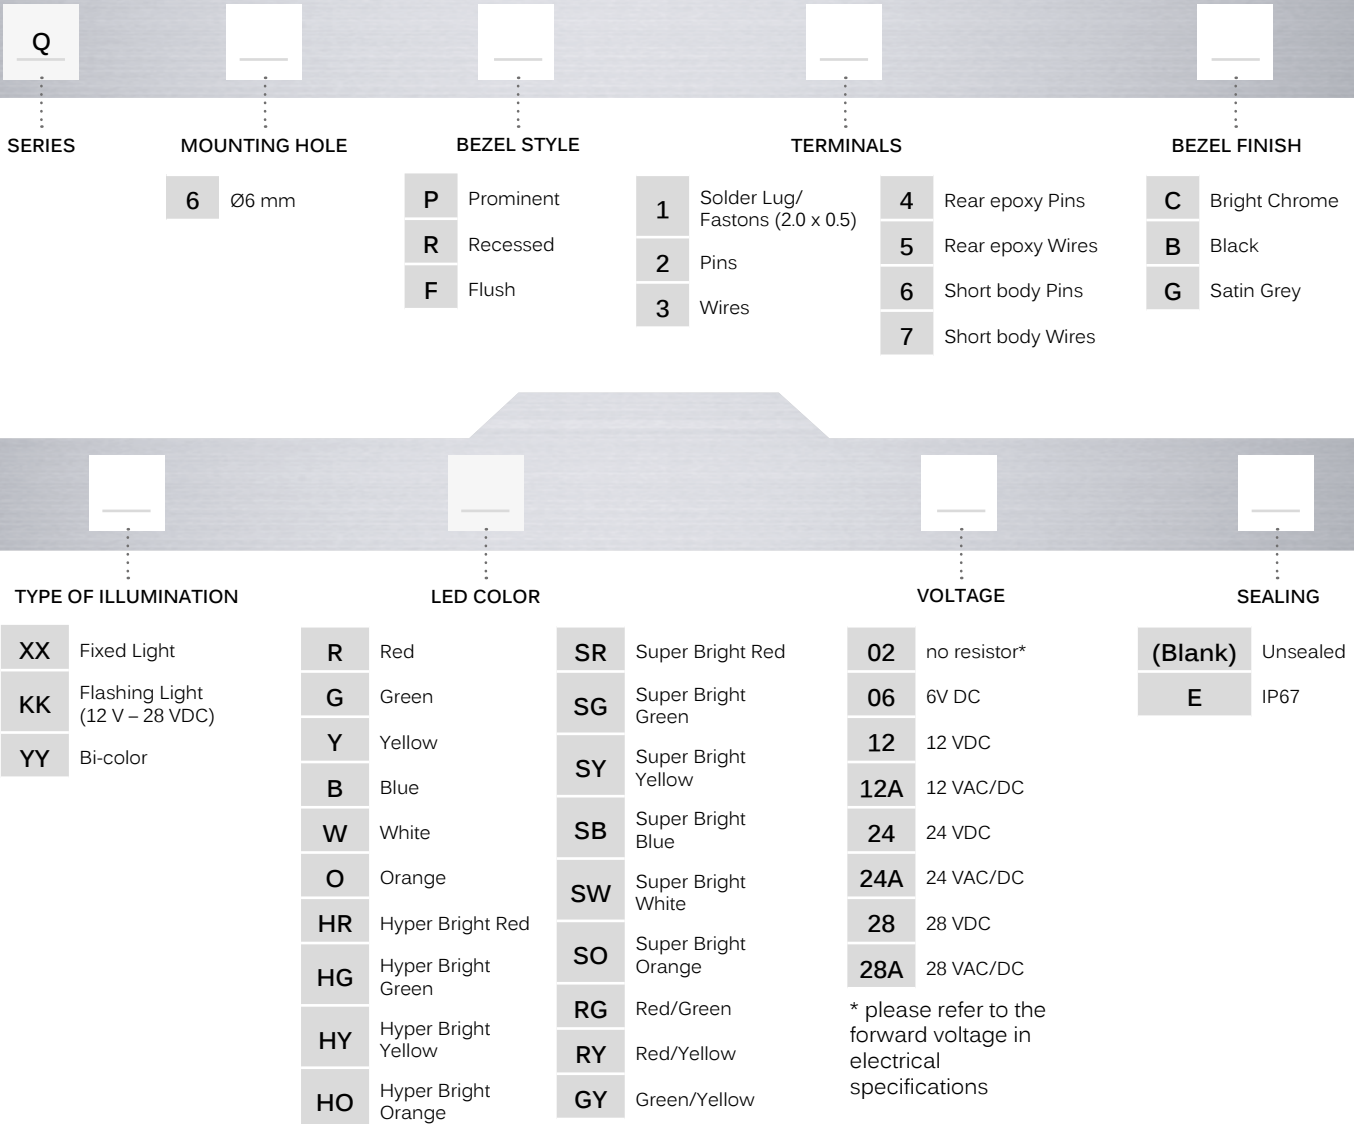 Q
SERIES
MOUNTING HOLE
6 Ø6 mm
BEZEL STYLE
P Prominent
R Recessed
F Flush
TERMINALS
1 Solder Lug/
Fastons (2.0 x 0.5)
2 Pins
3 Wires
4 Rear epoxy Pins
5 Rear epoxy Wires
6 Short body Pins
7 Short body Wires
BEZEL FINISH
C Bright Chrome
B Black
G Satin Grey
TYPE OF ILLUMINATION
XX Fixed Light
KK Flashing Light
(12 V – 28 VDC)
YY Bi-color
LED COLOR
R Red
G Green
Y Yellow
B Blue
W White
O Orange
HR Hyper Bright Red
HG Hyper Bright
Green
HY Hyper Bright
Yellow
HO Hyper Bright
Orange
SR Super Bright Red
SG Super Bright
Green
SY Super Bright
Yellow
SB Super Bright
Blue
SW Super Bright
White
SO Super Bright
Orange
RG Red/Green
RY Red/Yellow
GY Green/Yellow
VOLTAGE
02 no resistor*
06 6V DC
12 12 VDC
12A 12 VAC/DC
24 24 VDC
24A 24 VAC/DC
28 28 VDC
28A 28 VAC/DC
* please refer to the
forward voltage in
electrical
specifications
SEALING
(Blank) Unsealed
E IP67